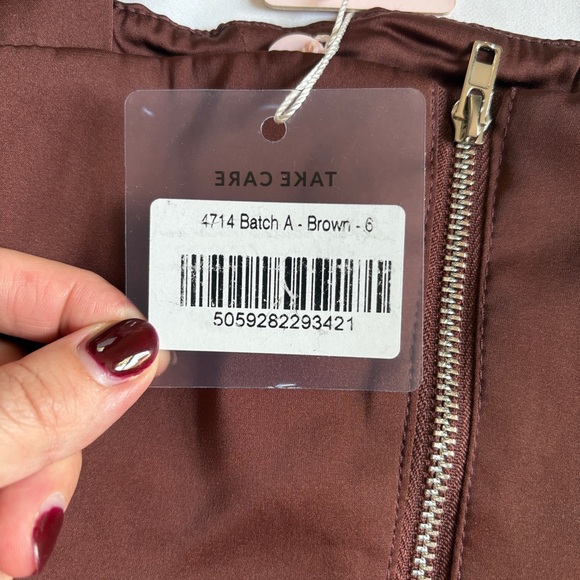 TAKE CARE
4714 Batch A - Brown - 6
5059282293421